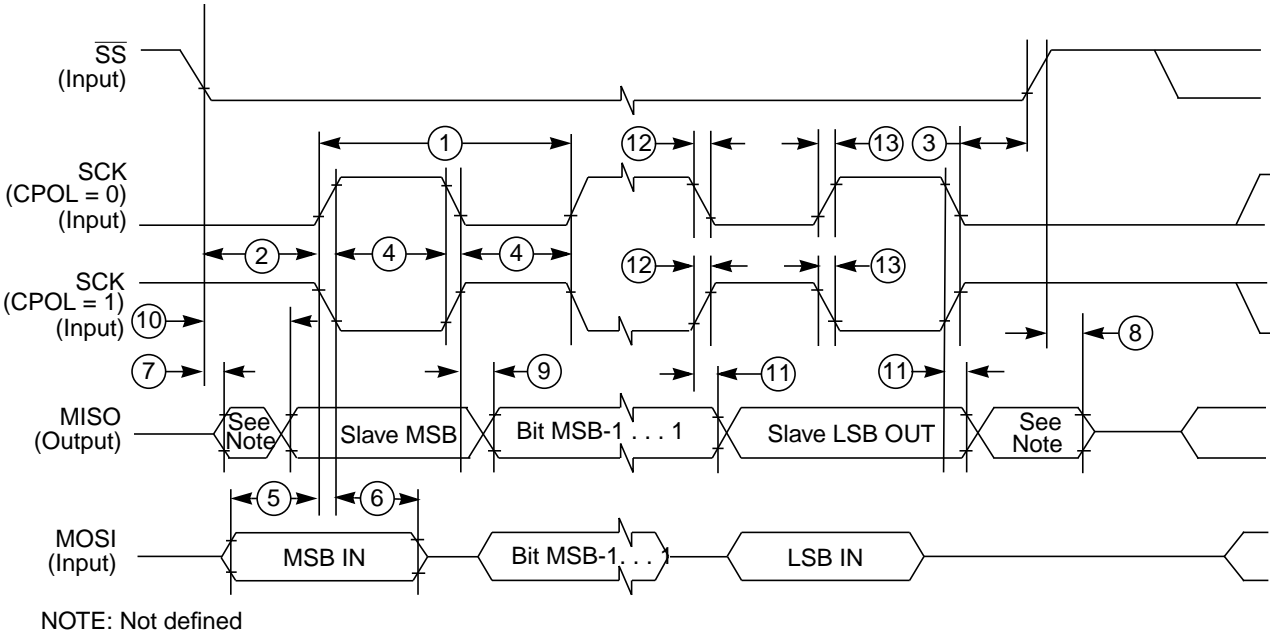 SS
(Input)
1
12
13
3
SCK
(CPOL = 0)
(Input)
2
4
4
12
13
SCK
(CPOL = 1)
(Input)
10
8
7
9
11
11
MISO
(Output)
See
Note
Slave MSB
Bit MSB-1 . . . 1
Slave LSB OUT
See
Note
5
6
MOSI
(Input)
MSB IN
Bit MSB-1. . . 1
LSB IN
NOTE: Not defined